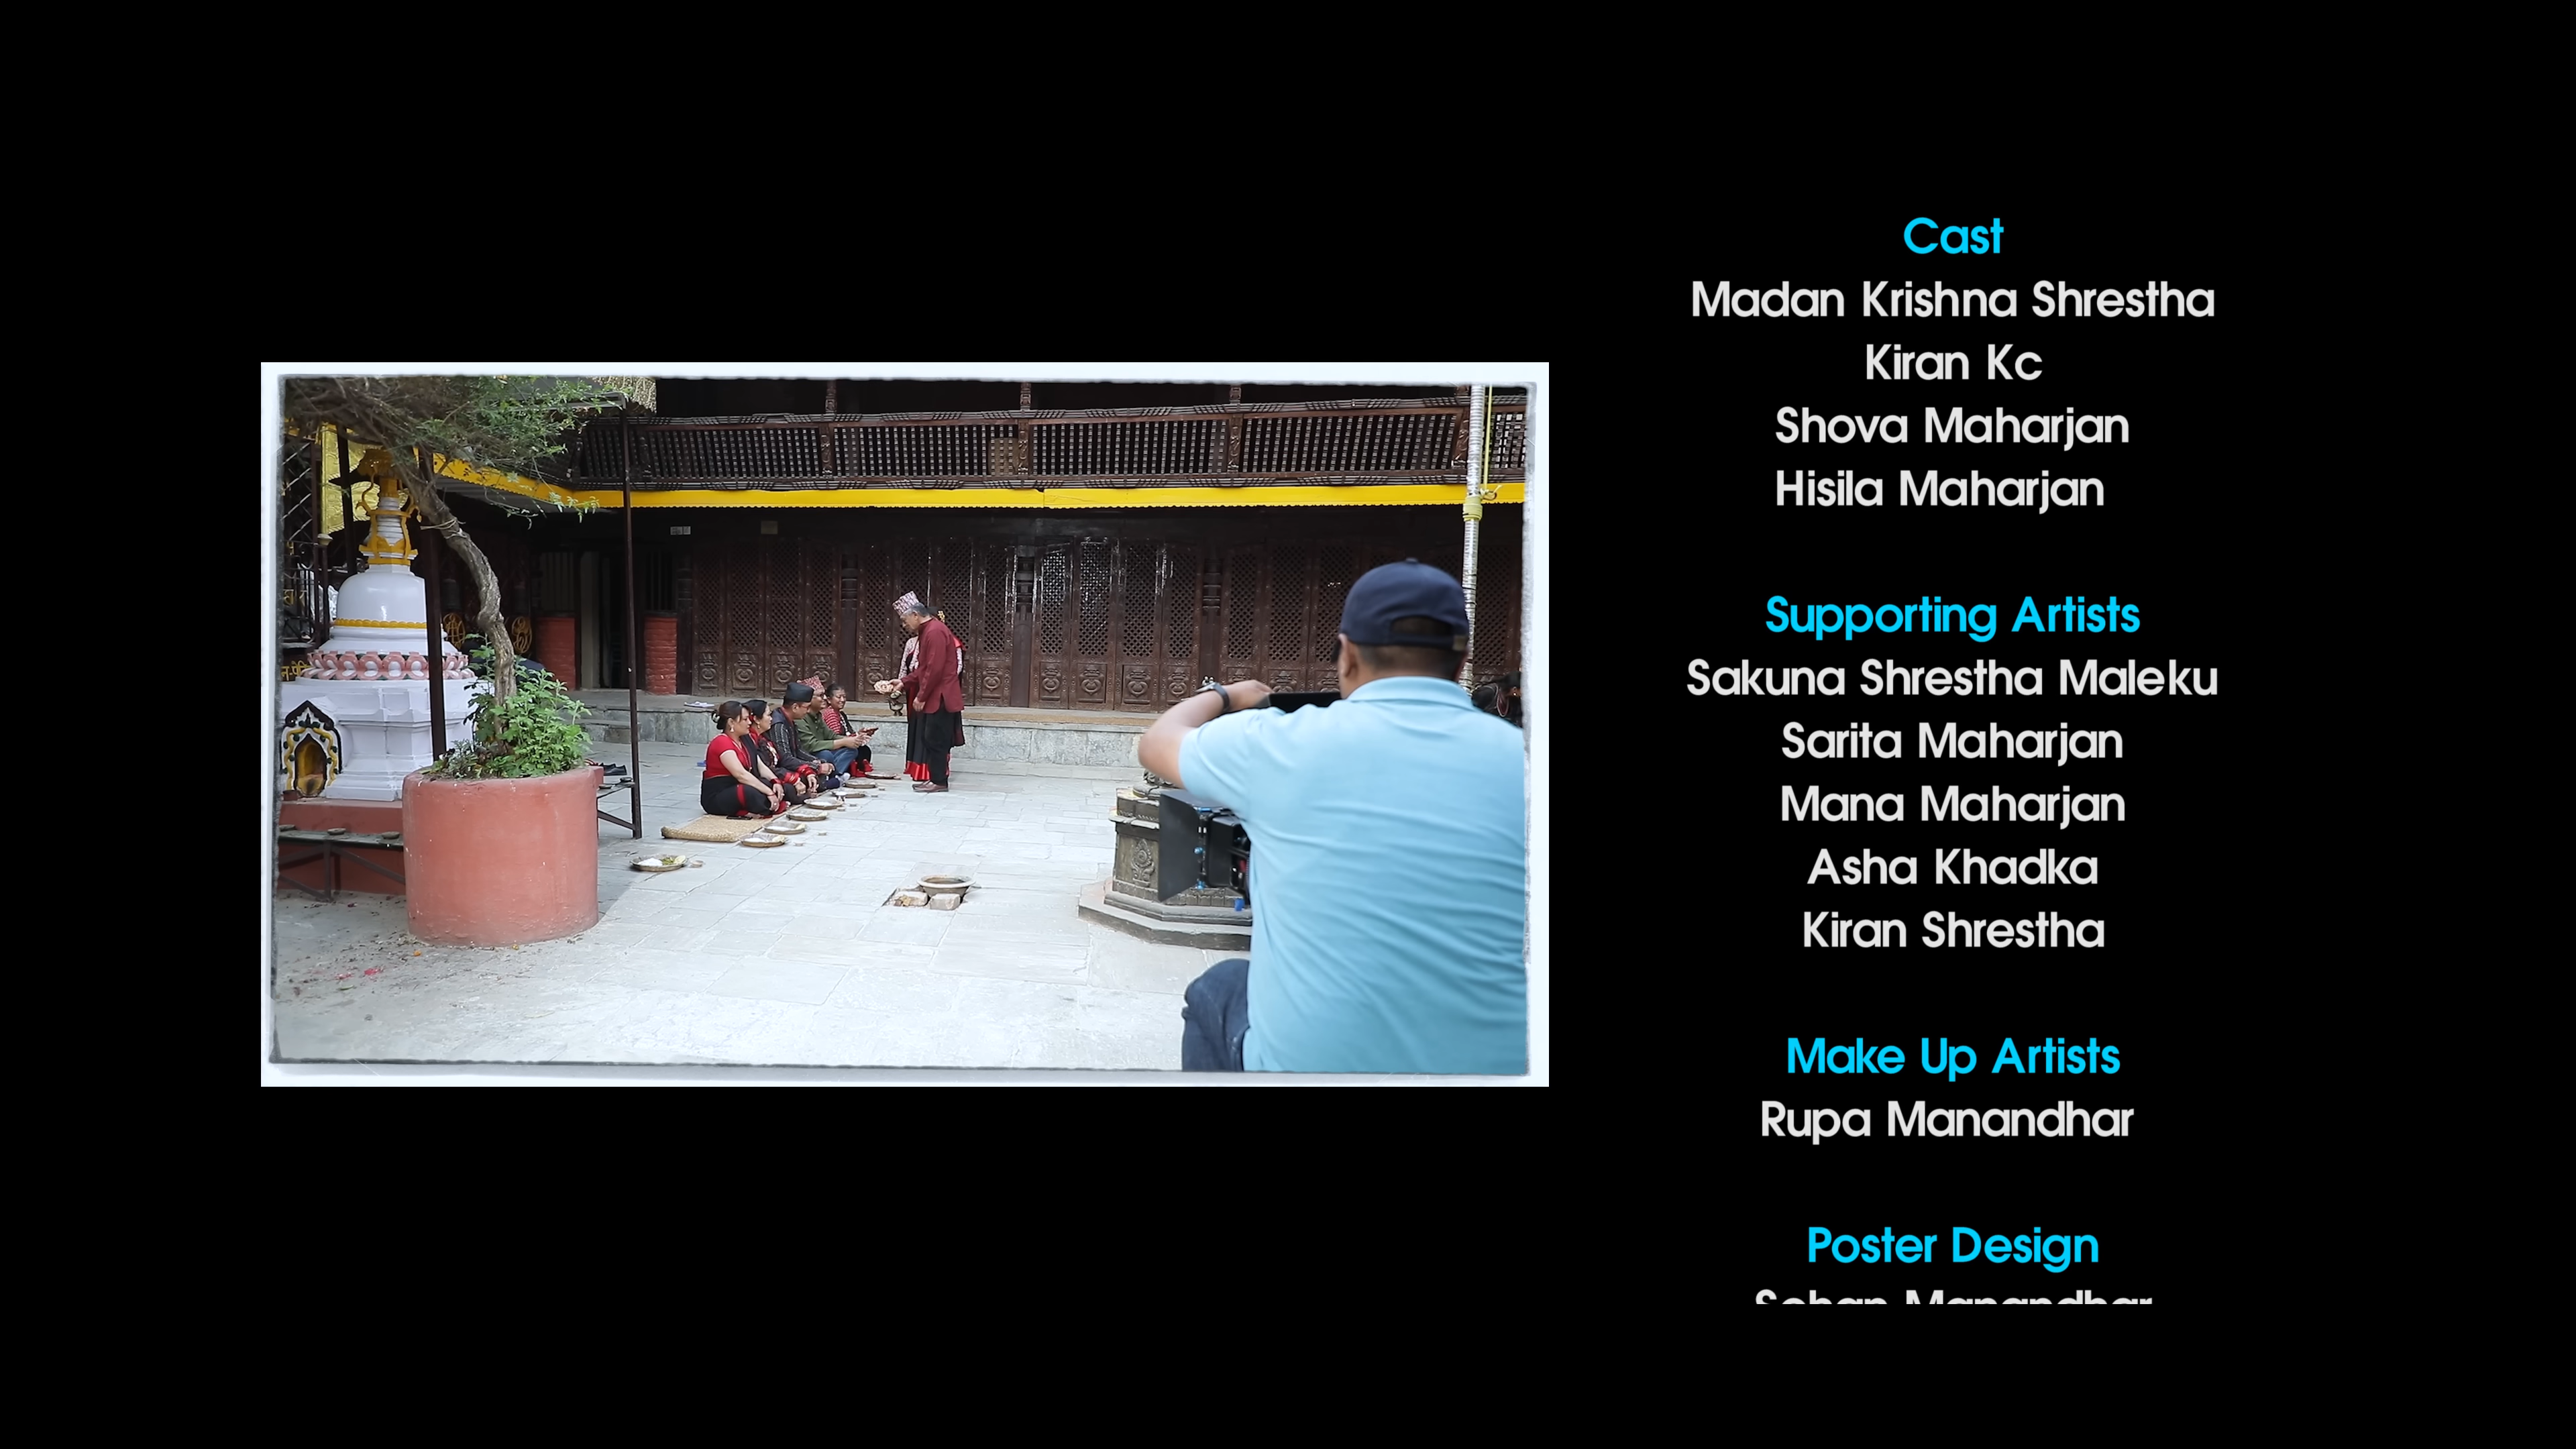 Cast
Madan Krishna Shrestha
Kiran Kc
Shova Maharjan
Hisila Maharjan
Supporting Artists
Sakuna Shrestha Maleku
Sarita Maharjan
Mana Maharjan
Asha Khadka
Kiran Shrestha
Make Up Artists
Rupa Manandhar
Poster Design
Manandhar